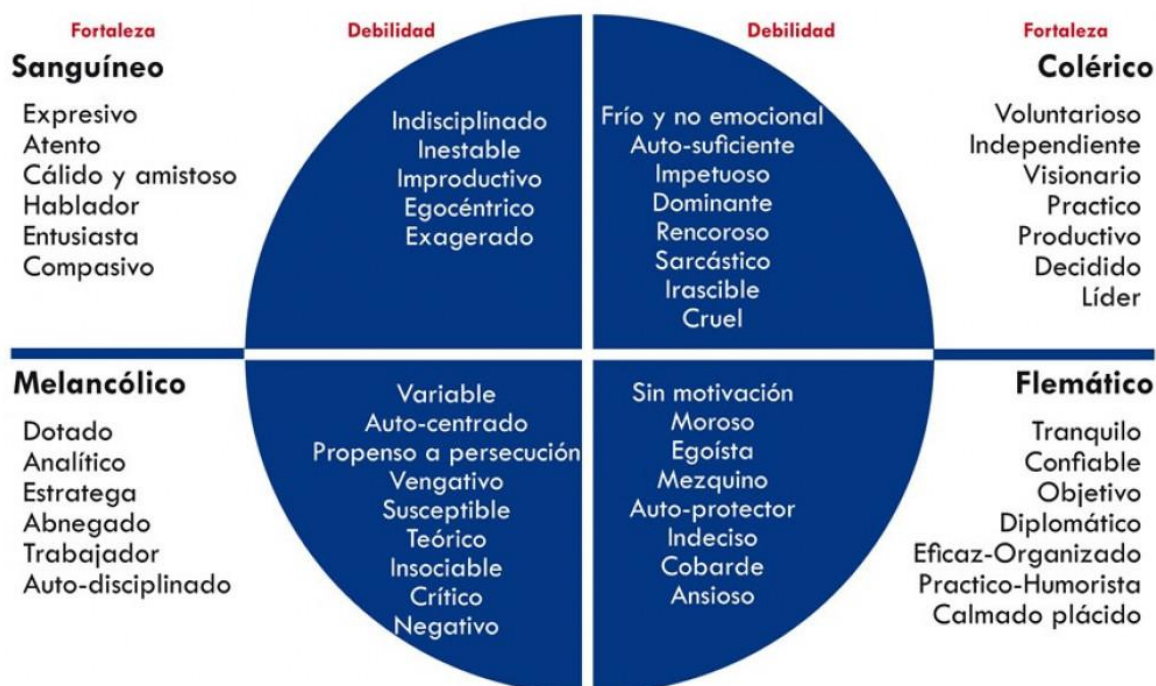 Fortaleza
Debilidad
Debilidad
Fortaleza
Sanguíneo
Expresivo
Atento
Cálido y amistoso
Hablador
Entusiasta
Compasivo
Indisciplinado
Inestable
Improductivo
Egocéntrico
Exagerado
Frío y no emocional
Auto-suficiente
Impetuoso
Dominante
Rencoroso
Sarcástico
Irascible
Cruel
Colérico
Voluntarioso
Independiente
Visionario
Practico
Productivo
Decidido
Líder
Melancólico
Dotado
Analítico
Estratega
Abnegado
Trabajador
Auto-disciplinado
Variable
Auto-centrado
Propenso a persecución
Vengativo
Susceptible
Teórico
Insociable
Crítico
Negativo
Sin motivación
Moroso
Egoísta
Mezquino
Auto-protector
Indeciso
Cobarde
Ansioso
Flemático
Tranquilo
Confiable
Objetivo
Diplomático
Eficaz-Organizado
Practico-Humorista
Calmado plácido